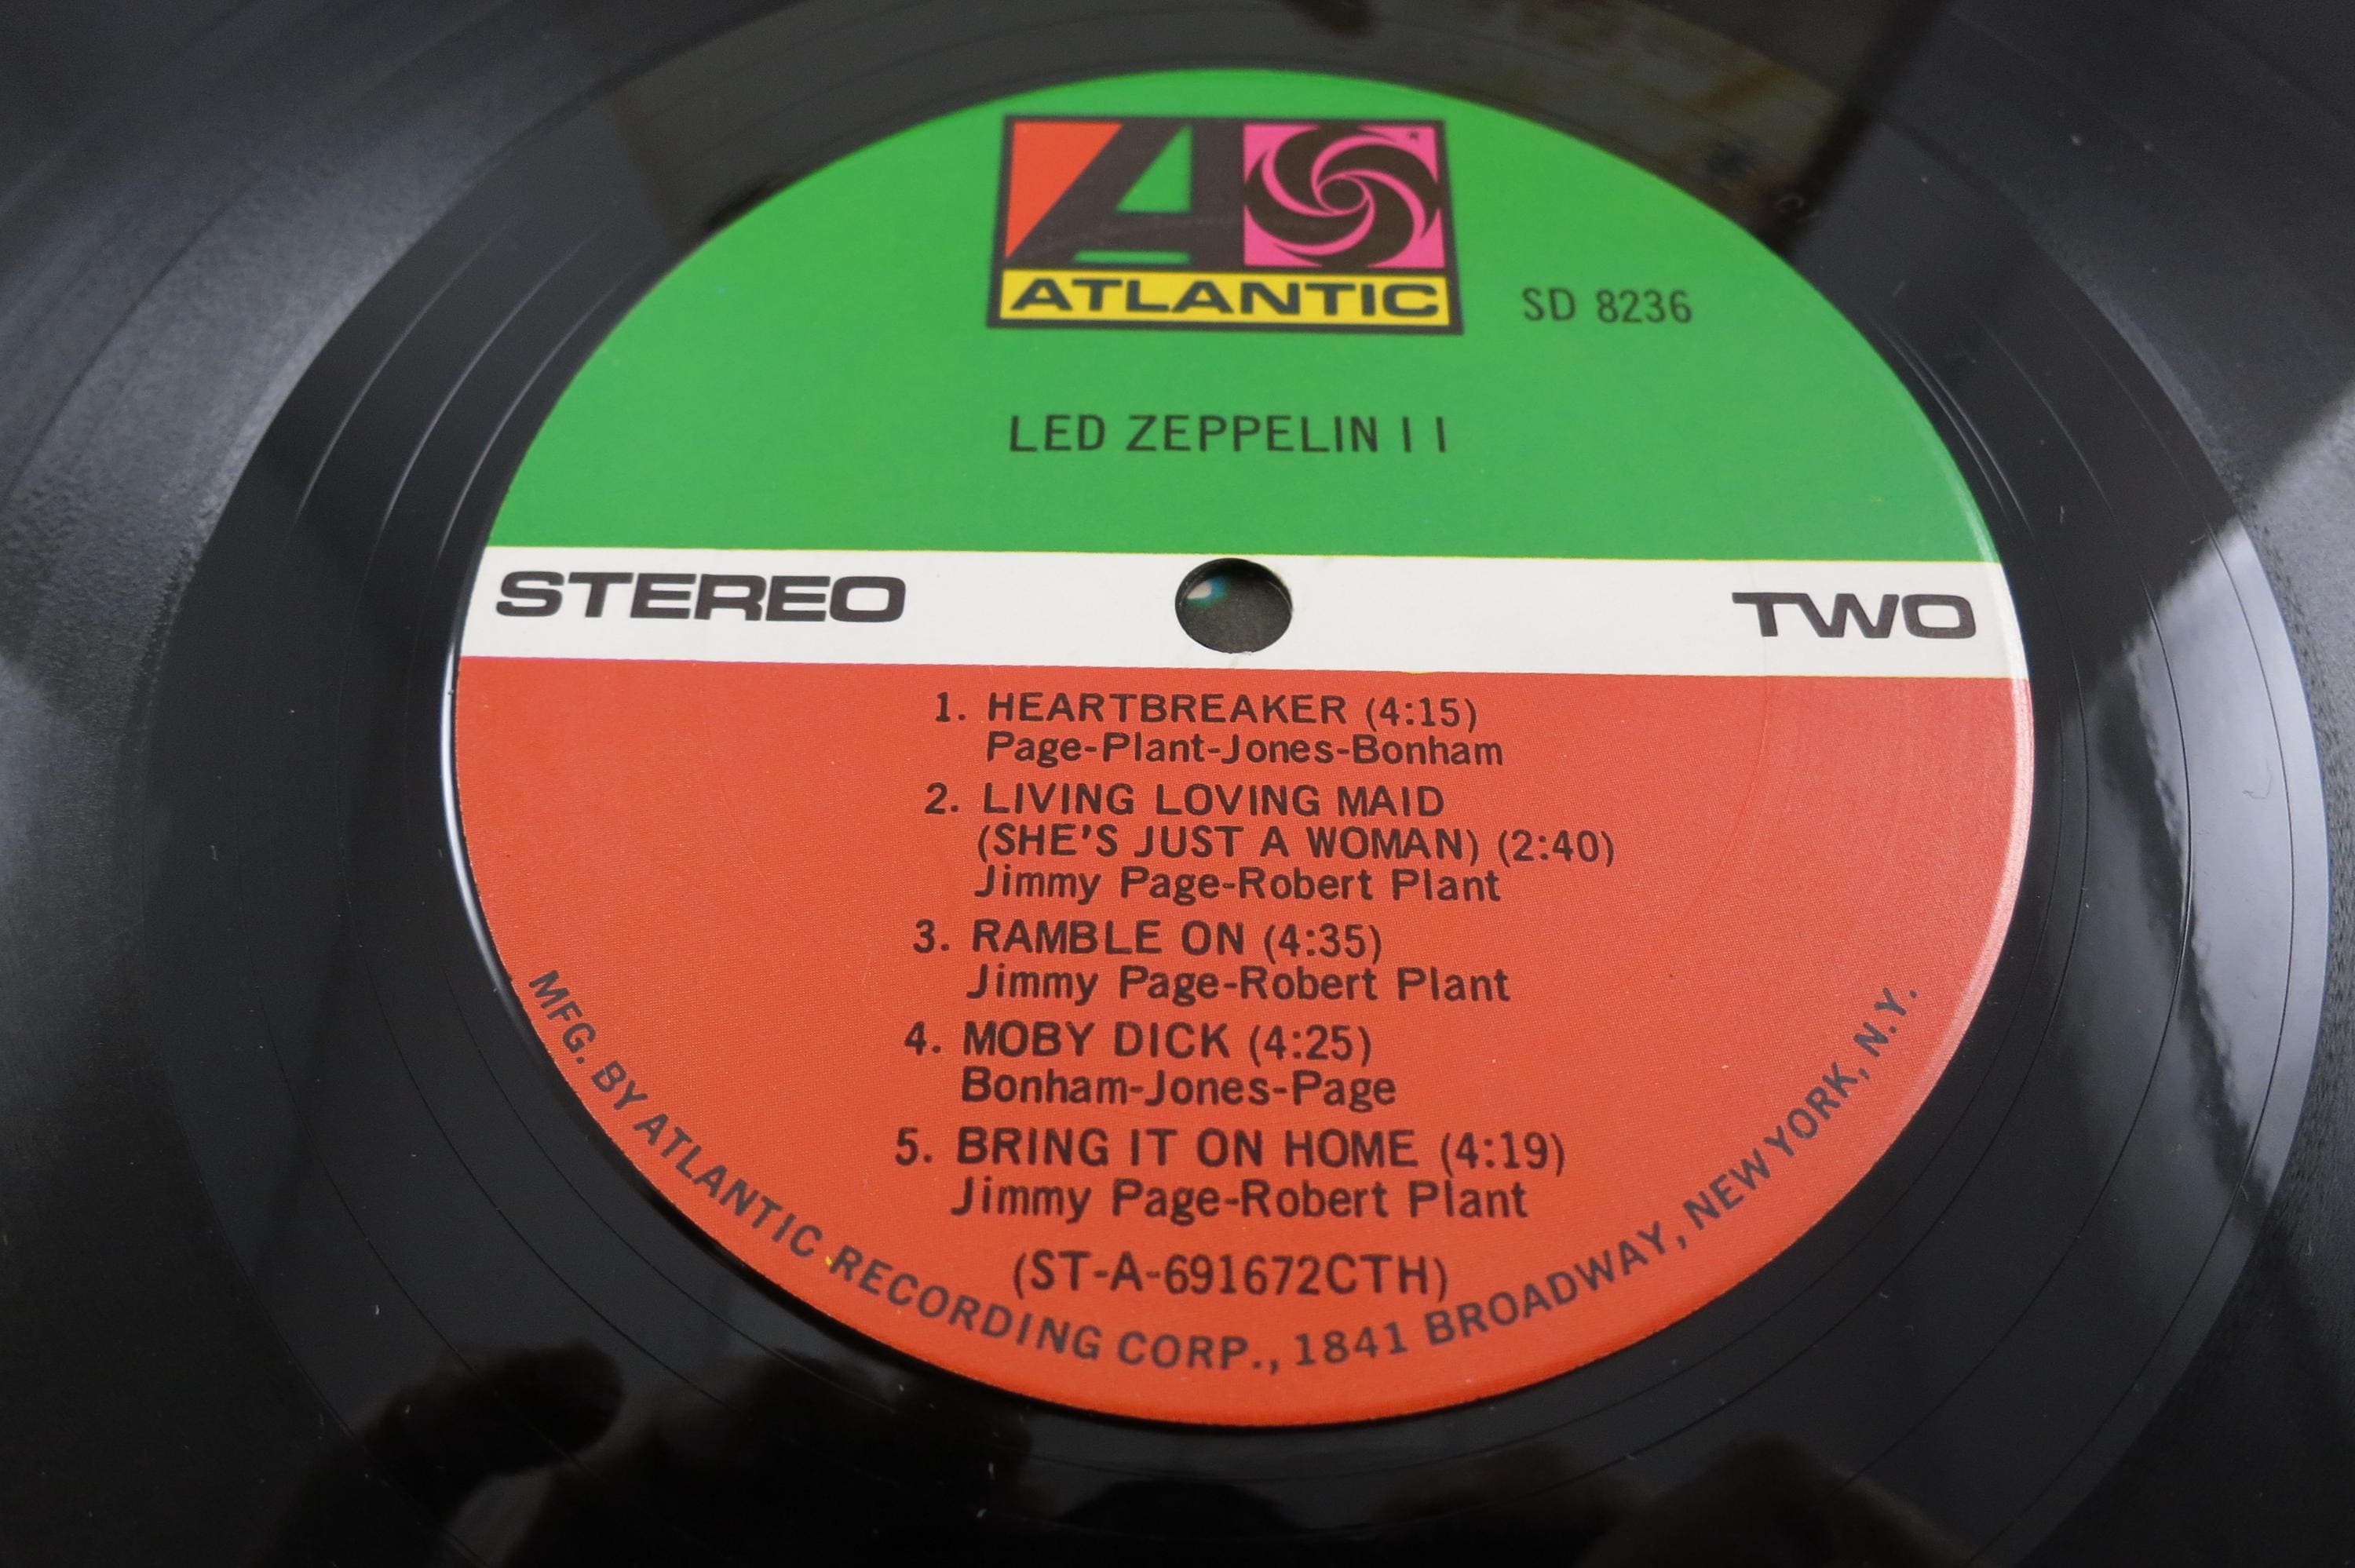 ATLANTIC
SD 8236
LED ZEPPELIN II
STEREO
TWO
1. HEARTBREAKER (4:15)
Page-Plant-Jones-Bonham
2. LIVING LOVING MAID
(SHE'S JUST A WOMAN) (2:40)
Jimmy Page-Robert Plant
3. RAMBLE ON (4:35)
Jimmy Page-Robert Plant
4. MOBY DICK (4:25)
Bonham-Jones-Page
5. BRING IT ON HOME (4:19)
Jimmy Page-Robert Plant
(ST-A-691672CTH)
MFG. BY ATLANTIC RECORDING CORP., 1841 BROADWAY, NEW YORK, N.Y.